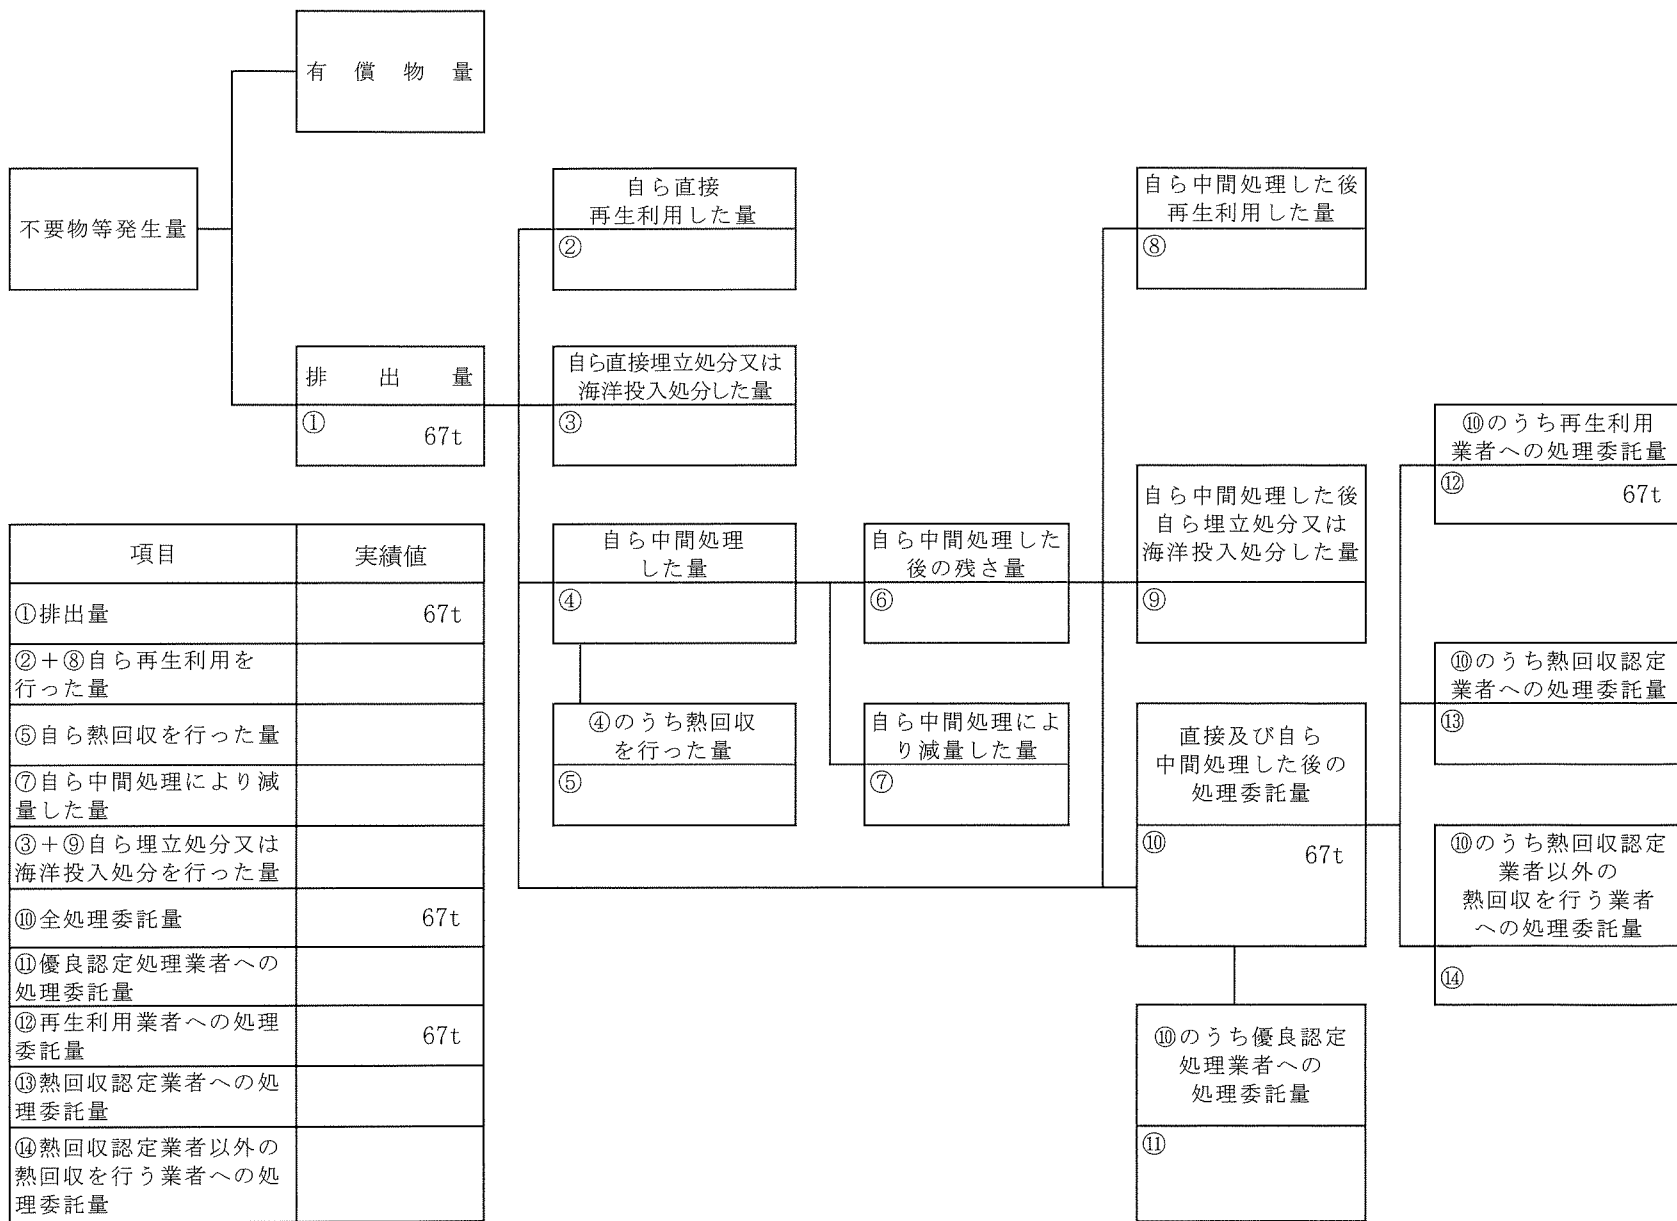 有償物量
不要物等発生量
排出量
①
67t
自ら直接
再生利用した量
②
自ら直接埋立処分又は
海洋投入処分した量
③
自ら中間処理
した量
④
④のうち熱回収
を行った量
⑤
自ら中間処理した
後の残さ量
⑥
自ら中間処理によ
り減量した量
⑦
自ら中間処理した後
再生利用した量
⑧
自ら中間処理した後
自ら埋立処分又は
海洋投入処分した量
⑨
直接及び自ら
中間処理した後の
処理委託量
⑩
67t
⑩のうち優良認定
処理業者への
処理委託量
⑪
⑩のうち再生利用
業者への処理委託量
⑫
67t
⑩のうち熱回収認定
業者への処理委託量
⑬
⑩のうち熱回収認定
業者以外の
熱回収を行う業者
への処理委託量
⑭
項目 実績値
①排出量 67t
②+⑧自ら再生利用を
行った量
⑤自ら熱回収を行った量
⑦自ら中間処理により減
量した量
③+⑨自ら埋立処分又は
海洋投入処分を行った量
⑩全処理委託量 67t
⑪優良認定処理業者への
処理委託量
⑫再生利用業者への処理
委託量 67t
⑬熱回収認定業者への処
理委託量
⑭熱回収認定業者以外の
熱回収を行う業者への処
理委託量